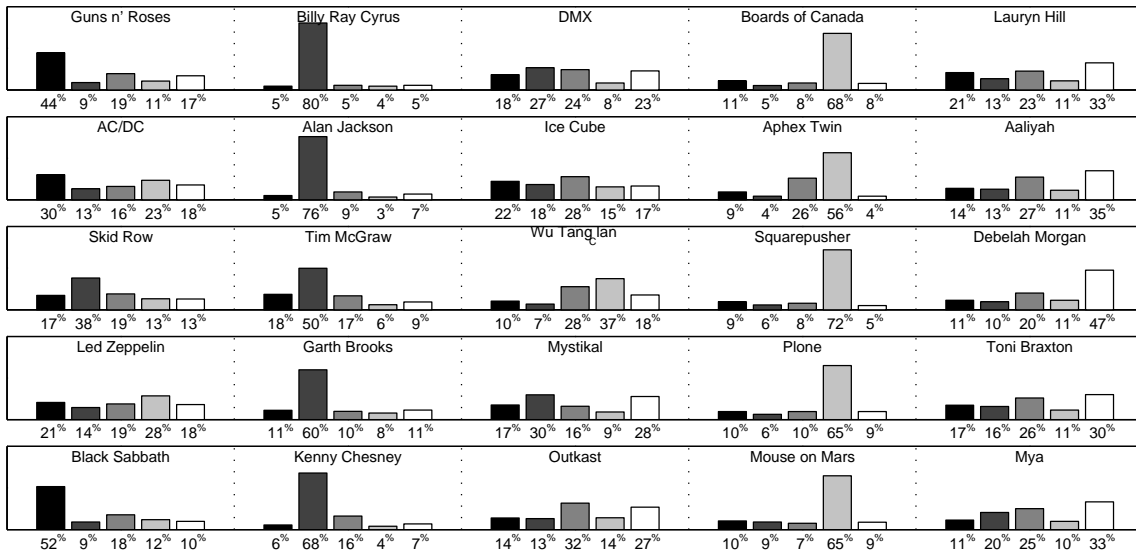 Guns n' Roses Billy Ray Cyrus DMX Boards of Canada Lauryn Hill
44% 9% 19% 11% 17% 5% 80% 5% 4% 5% 18% 27% 24% 8% 23% 11% 5% 8% 68% 8% 21% 13% 23% 11% 33%
AC/DC Alan Jackson Ice Cube Aphex Twin Aaliyah
30% 13% 16% 23% 18% 5% 76% 9% 3% 7% 22% 18% 28% 15% 17% 9% 4% 26% 56% 4% 14% 13% 27% 11% 35%
Skid Row Tim McGraw Wu Tang Clan Squarepusher Debelah Morgan
17% 38% 19% 13% 13% 18% 50% 17% 6% 9% 10% 7% 28% 37% 18% 9% 6% 8% 72% 5% 11% 10% 20% 11% 47%
Led Zeppelin Garth Brooks Mystikal Plone Toni Braxton
21% 14% 19% 28% 18% 11% 60% 10% 8% 11% 17% 30% 16% 9% 28% 10% 6% 10% 65% 9% 17% 16% 26% 11% 30%
Black Sabbath Kenny Chesney Outkast Mouse on Mars Mya
52% 9% 18% 12% 10% 6% 68% 16% 4% 7% 14% 13% 32% 14% 27% 10% 9% 7% 65% 9% 11% 20% 25% 10% 33%